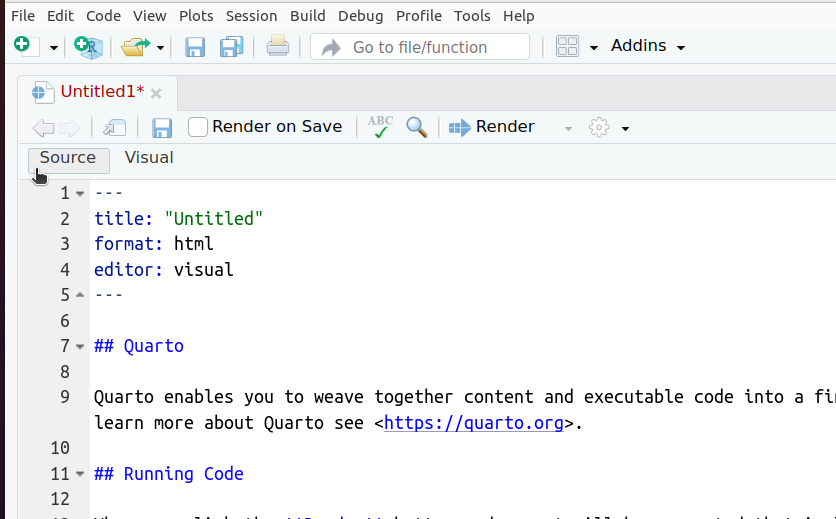 File Edit Code View Plots Session Build Debug Profile Tools Help
Go to file/function Addins
Untitled1*
Render on Save ABC Render
Source Visual
1 ---
2 title: "Untitled"
3 format: html
4 editor: visual
5 ---
6
7 ## Quarto
8
9 Quarto enables you to weave together content and executable code into a
learn more about Quarto see <https://quarto.org>.
10
11 ## Running Code
12